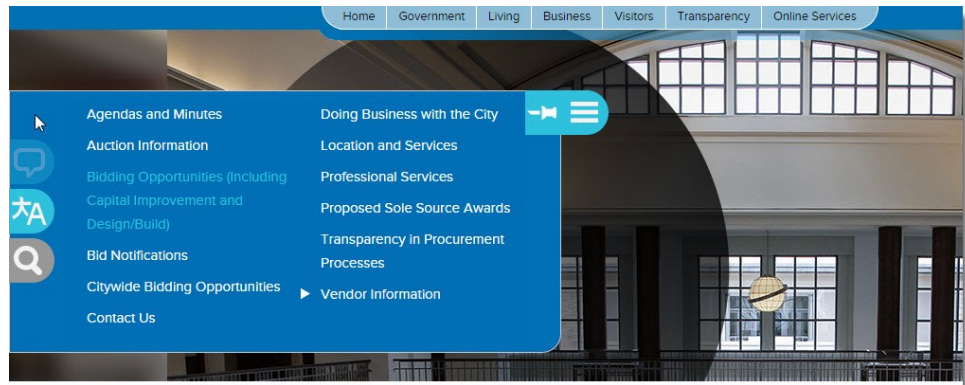 Home Government Living Business Visitors Transparency Online Services
Agendas and Minutes
Auction Information
Bidding Opportunities (Including
Capital Improvement and
Design/Build)
Bid Notifications
Citywide Bidding Opportunities
Contact Us
Doing Business with the City
Location and Services
Professional Services
Proposed Sole Source Awards
Transparency in Procurement
Processes
Vendor Information